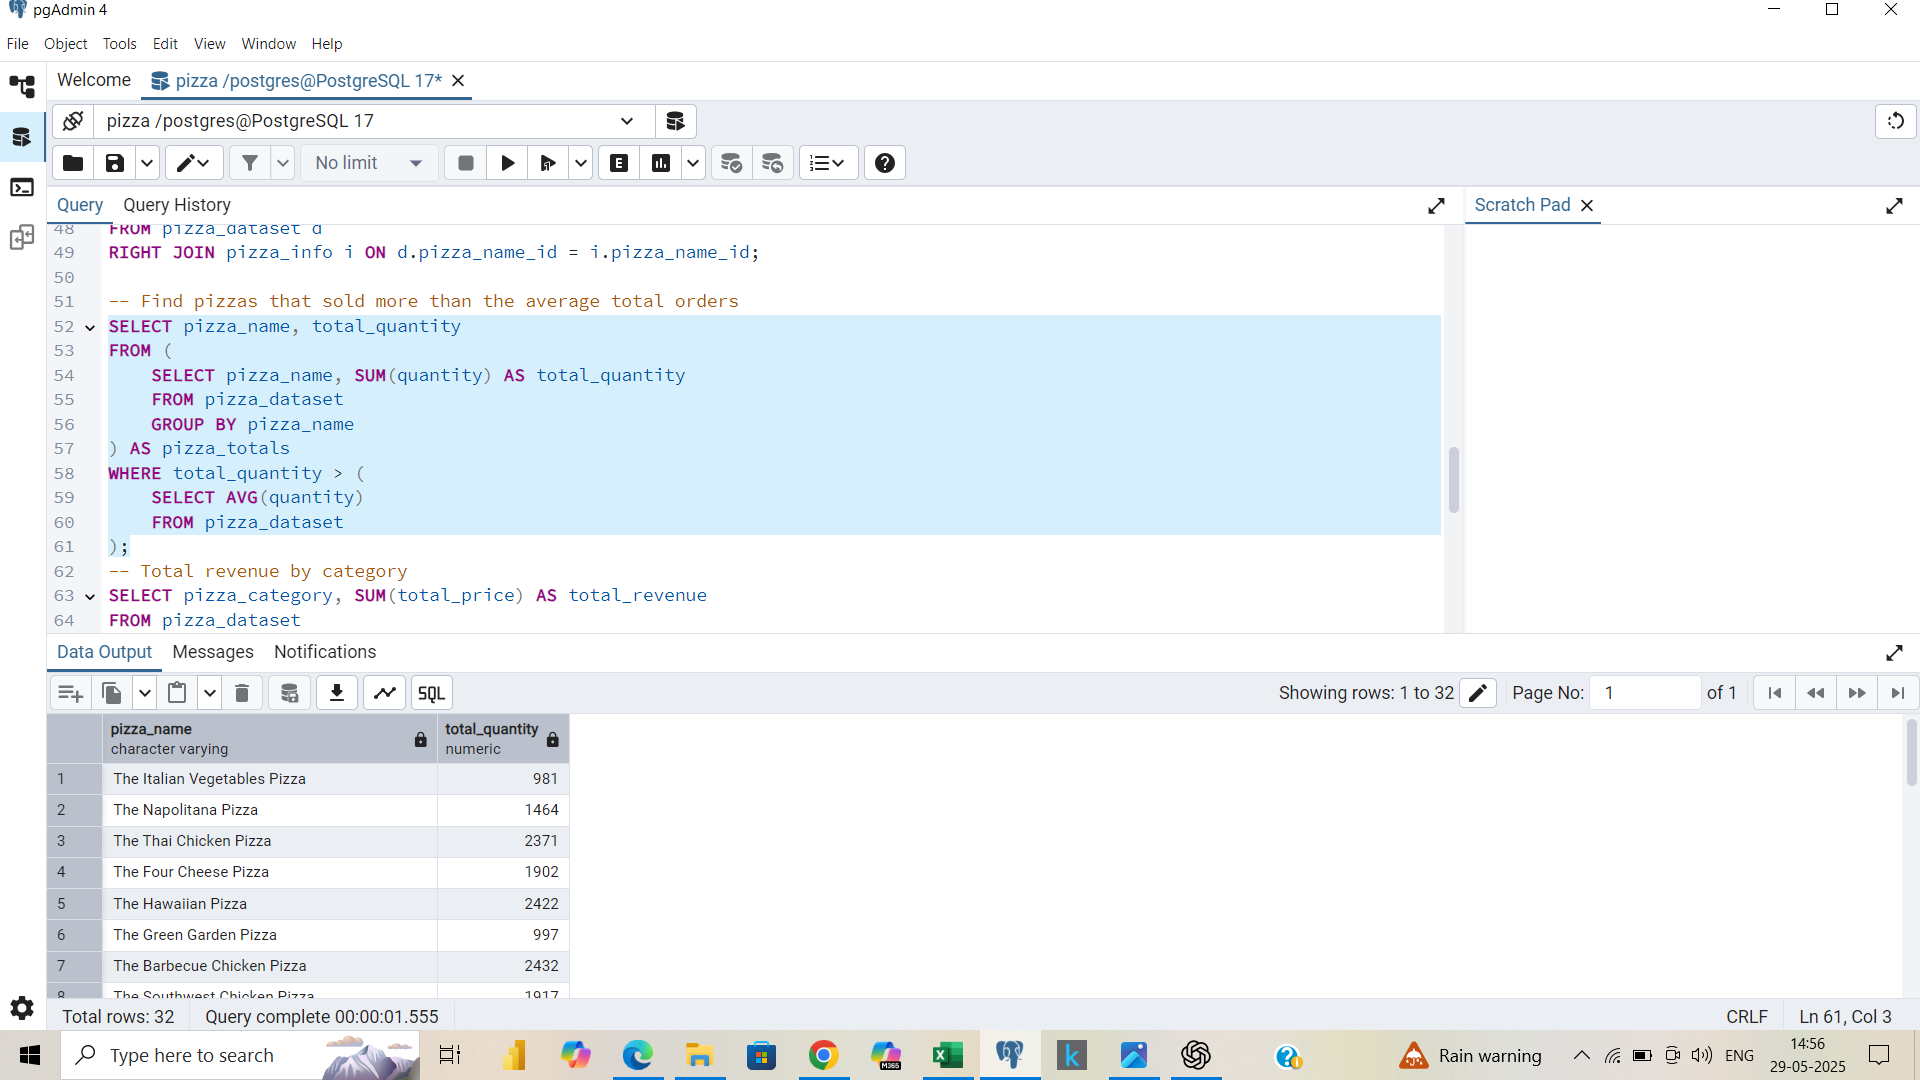 pgAdmin 4
File Object Tools Edit View Window Help
Welcome pizza /postgres@PostgreSQL 17*
pizza /postgres@PostgreSQL 17
No limit E
Query Query History Scratch Pad
48 FROM pizza_dataset d
49 RIGHT JOIN pizza_info i ON d.pizza_name_id = i.pizza_name_id;
50
51 -- Find pizzas that sold more than the average total orders
52 SELECT pizza_name, total_quantity
53 FROM (
54 SELECT pizza_name, SUM(quantity) AS total_quantity
55 FROM pizza_dataset
56 GROUP BY pizza_name
57 ) AS pizza_totals
58 WHERE total_quantity > (
59 SELECT AVG(quantity)
60 FROM pizza_dataset
61 );
62 -- Total revenue by category
63 SELECT pizza_category, SUM(total_price) AS total_revenue
64 FROM pizza_dataset
Data Output Messages Notifications
SQL Showing rows: 1 to 32 Page No: 1 of 1
pizza_name total_quantity
character varying numeric
1 The Italian Vegetables Pizza 981
2 The Napolitana Pizza 1464
3 The Thai Chicken Pizza 2371
4 The Four Cheese Pizza 1902
5 The Hawaiian Pizza 2422
6 The Green Garden Pizza 997
7 The Barbecue Chicken Pizza 2432
8 The Southwest Chicken Pizza 1917
Total rows: 32 Query complete 00:00:01.555 CRLF Ln 61, Col 3
Type here to search M365 k Rain warning ENG 14:56
29-05-2025